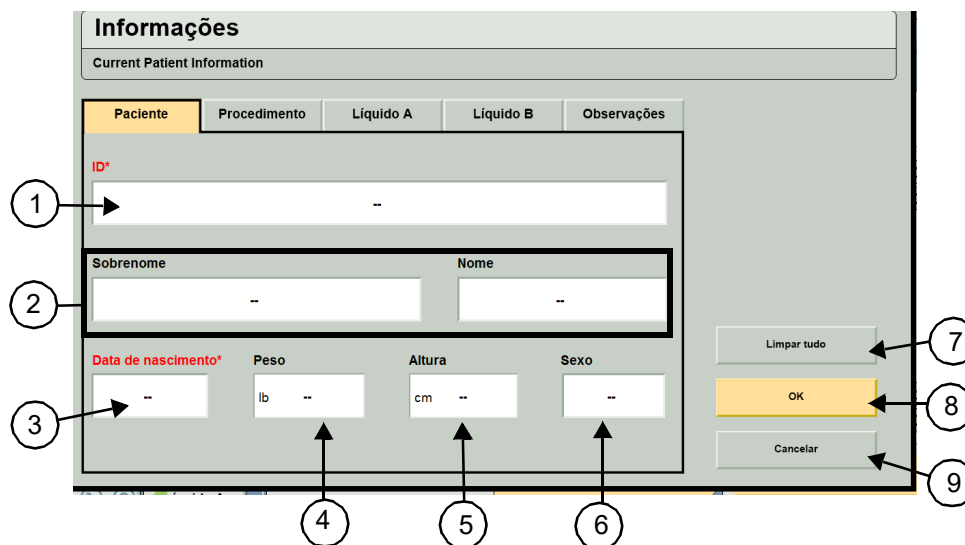 Informações
Current Patient Information
Paciente Procedimento Líquido A Líquido B Observações
ID*
1 --
Sobrenome Nome
2 -- --
Data de nascimento* Peso Altura Sexo
3 -- lb -- cm -- --
Limpar tudo 7
OK 8
Cancelar 9
4 5 6